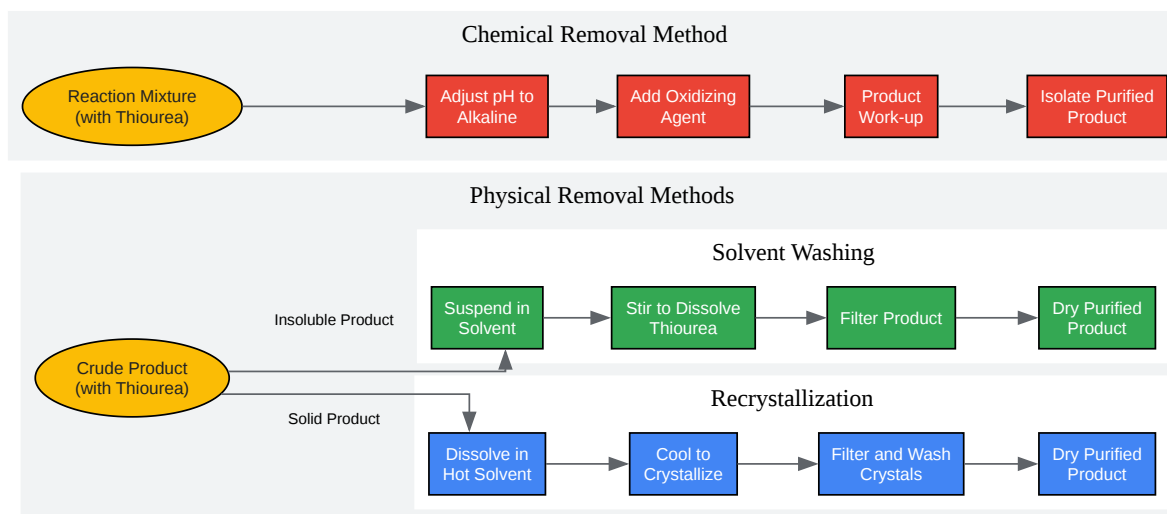 Chemical Removal Method
Reaction Mixture
(with Thiourea)
Adjust pH to
Alkaline
Add Oxidizing
Agent
Product
Work-up
Isolate Purified
Product
Physical Removal Methods
Solvent Washing
Insoluble Product
Suspend in
Solvent
Stir to Dissolve
Thiourea
Filter Product
Dry Purified
Product
Crude Product
(with Thiourea)
Solid Product
Recrystallization
Dissolve in
Hot Solvent
Cool to
Crystallize
Filter and Wash
Crystals
Dry Purified
Product